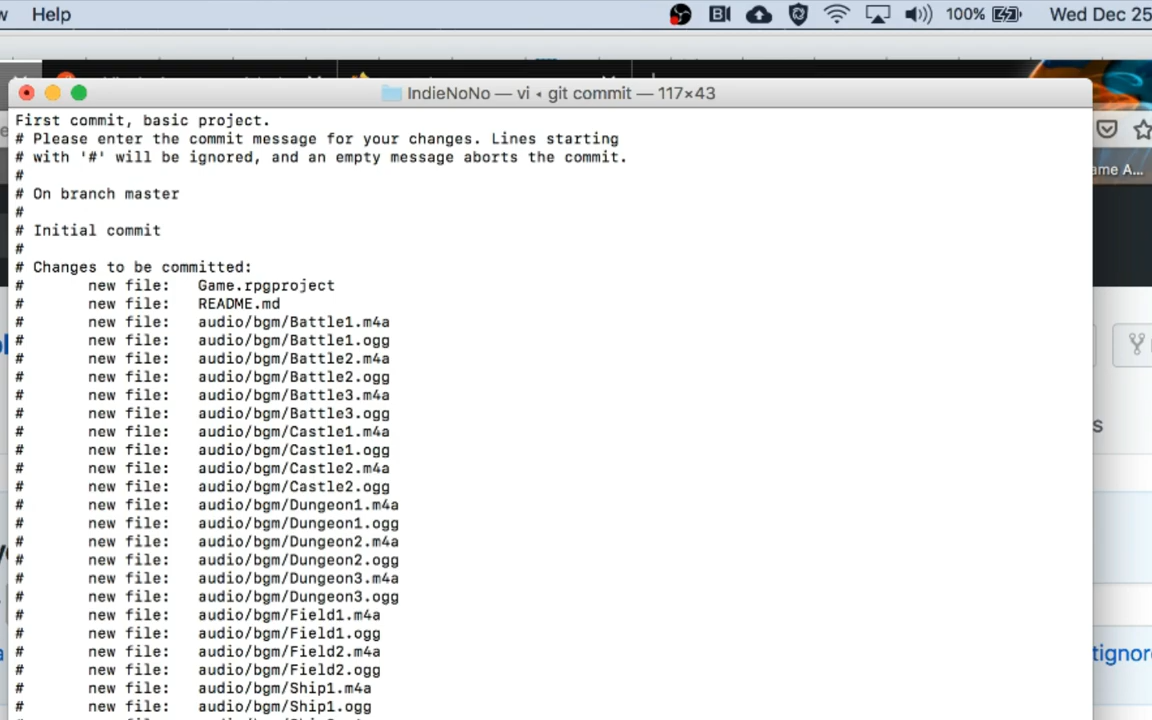 Help
100%
Wed Dec 25
IndieNoNo — vi ◂ git commit — 117×43
First commit, basic project.
# Please enter the commit message for your changes. Lines starting
# with '#' will be ignored, and an empty message aborts the commit.
#
# On branch master
#
# Initial commit
#
# Changes to be committed:
#       new file:   Game.rpgproject
#       new file:   README.md
#       new file:   audio/bgm/Battle1.m4a
#       new file:   audio/bgm/Battle1.ogg
#       new file:   audio/bgm/Battle2.m4a
#       new file:   audio/bgm/Battle2.ogg
#       new file:   audio/bgm/Battle3.m4a
#       new file:   audio/bgm/Battle3.ogg
#       new file:   audio/bgm/Castle1.m4a
#       new file:   audio/bgm/Castle1.ogg
#       new file:   audio/bgm/Castle2.m4a
#       new file:   audio/bgm/Castle2.ogg
#       new file:   audio/bgm/Dungeon1.m4a
#       new file:   audio/bgm/Dungeon1.ogg
#       new file:   audio/bgm/Dungeon2.m4a
#       new file:   audio/bgm/Dungeon2.ogg
#       new file:   audio/bgm/Dungeon3.m4a
#       new file:   audio/bgm/Dungeon3.ogg
#       new file:   audio/bgm/Field1.m4a
#       new file:   audio/bgm/Field1.ogg
#       new file:   audio/bgm/Field2.m4a
#       new file:   audio/bgm/Field2.ogg
#       new file:   audio/bgm/Ship1.m4a
#       new file:   audio/bgm/Ship1.ogg
ame A...
tignor